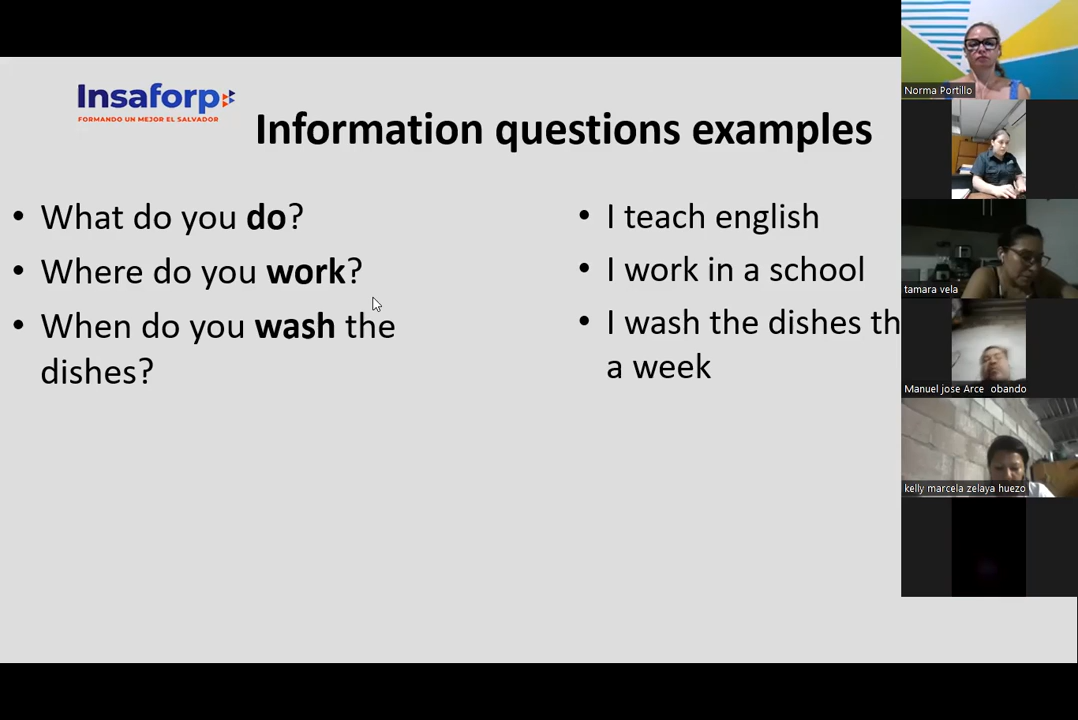 Insaforp
FORMANDO UN MEJOR EL SALVADOR
Information questions examples
• What do you do?
• Where do you work?
• When do you wash the
dishes?
• I teach english
• I work in a school
• I wash the dishes
a week
Norma Portillo
tamara vela
Manuel jose Arce obando
kelly marcela zelaya huezo